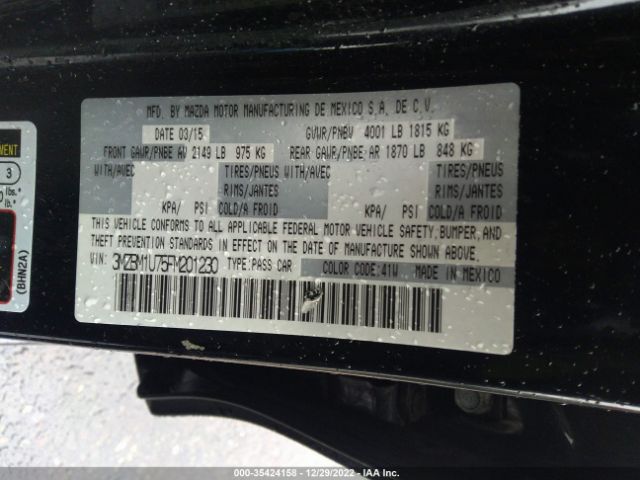 MFD. BY MAZDA MOTOR MANUFACTURING DE MEXICO S.A. DE C.V.
DATE 03/15 GVWR/PNBV 4001 LB 1815 KG
FRONT GAWR/PNBE AV 2149 LB 975 KG REAR GAWR/PNBE AR 1870 LB 848 KG
WITH/AVEC TIRES/PNEUS WITH/AVEC TIRES/PNEUS
RIMS/JANTES RIMS/JANTES
KPA/ PSI COLD/A FROID KPA/ PSI COLD/A FROID
THIS VEHICLE CONFORMS TO ALL APPLICABLE FEDERAL MOTOR VEHICLE SAFETY, BUMPER, AND
THEFT PREVENTION STANDARDS IN EFFECT ON THE DATE OF MANUFACTURE SHOWN ABOVE.
VIN: 3MZBM1U75FM201230 TYPE: PASS CAR COLOR CODE: 41W MADE IN MEXICO
3
lbs.*
lb.*
(BHN2A)
000-35424158 - 12/29/2022 - IAA Inc.